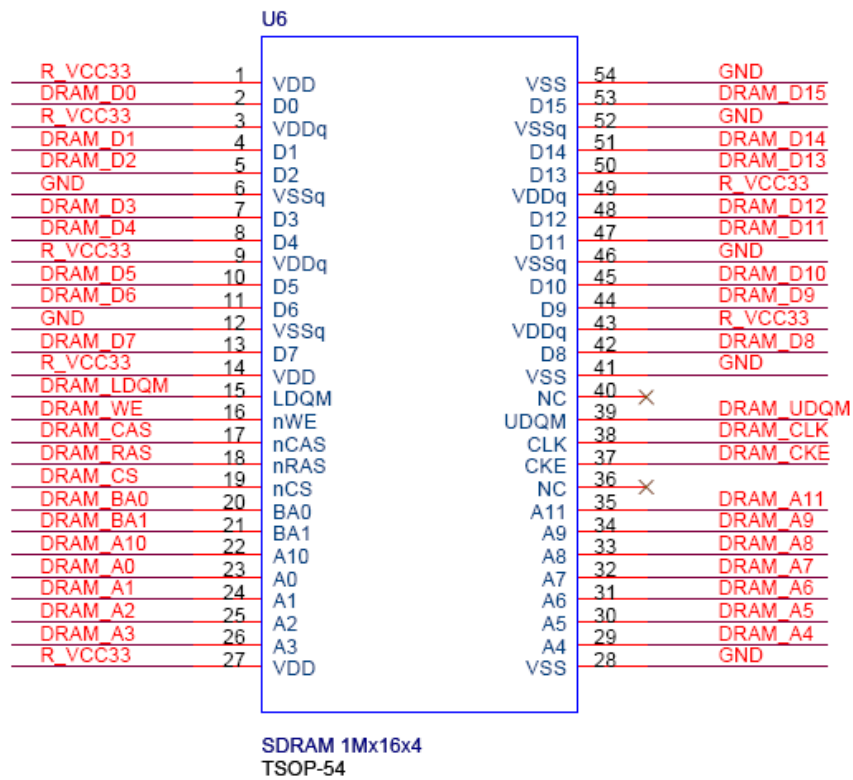 U6
R_VCC33 1 VDD VSS 54 GND
DRAM_D0 2 D0 D15 53 DRAM_D15
R_VCC33 3 VDDq VSSq 52 GND
DRAM_D1 4 D1 D14 51 DRAM_D14
DRAM_D2 5 D2 D13 50 DRAM_D13
GND 6 VSSq VDDq 49 R_VCC33
DRAM_D3 7 D3 D12 48 DRAM_D12
DRAM_D4 8 D4 D11 47 DRAM_D11
R_VCC33 9 VDDq VSSq 46 GND
DRAM_D5 10 D5 D10 45 DRAM_D10
DRAM_D6 11 D6 D9 44 DRAM_D9
GND 12 VSSq VDDq 43 R_VCC33
DRAM_D7 13 D7 D8 42 DRAM_D8
R_VCC33 14 VDD VSS 41 GND
DRAM_LDQM 15 LDQM NC 40
DRAM_WE 16 nWE UDQM 39 DRAM_UDQM
DRAM_CAS 17 nCAS CLK 38 DRAM_CLK
DRAM_RAS 18 nRAS CKE 37 DRAM_CKE
DRAM_CS 19 nCS NC 36
DRAM_BA0 20 BA0 A11 35 DRAM_A11
DRAM_BA1 21 BA1 A9 34 DRAM_A9
DRAM_A10 22 A10 A8 33 DRAM_A8
DRAM_A0 23 A0 A7 32 DRAM_A7
DRAM_A1 24 A1 A6 31 DRAM_A6
DRAM_A2 25 A2 A5 30 DRAM_A5
DRAM_A3 26 A3 A4 29 DRAM_A4
R_VCC33 27 VDD VSS 28 GND
SDRAM 1Mx16x4
TSOP-54